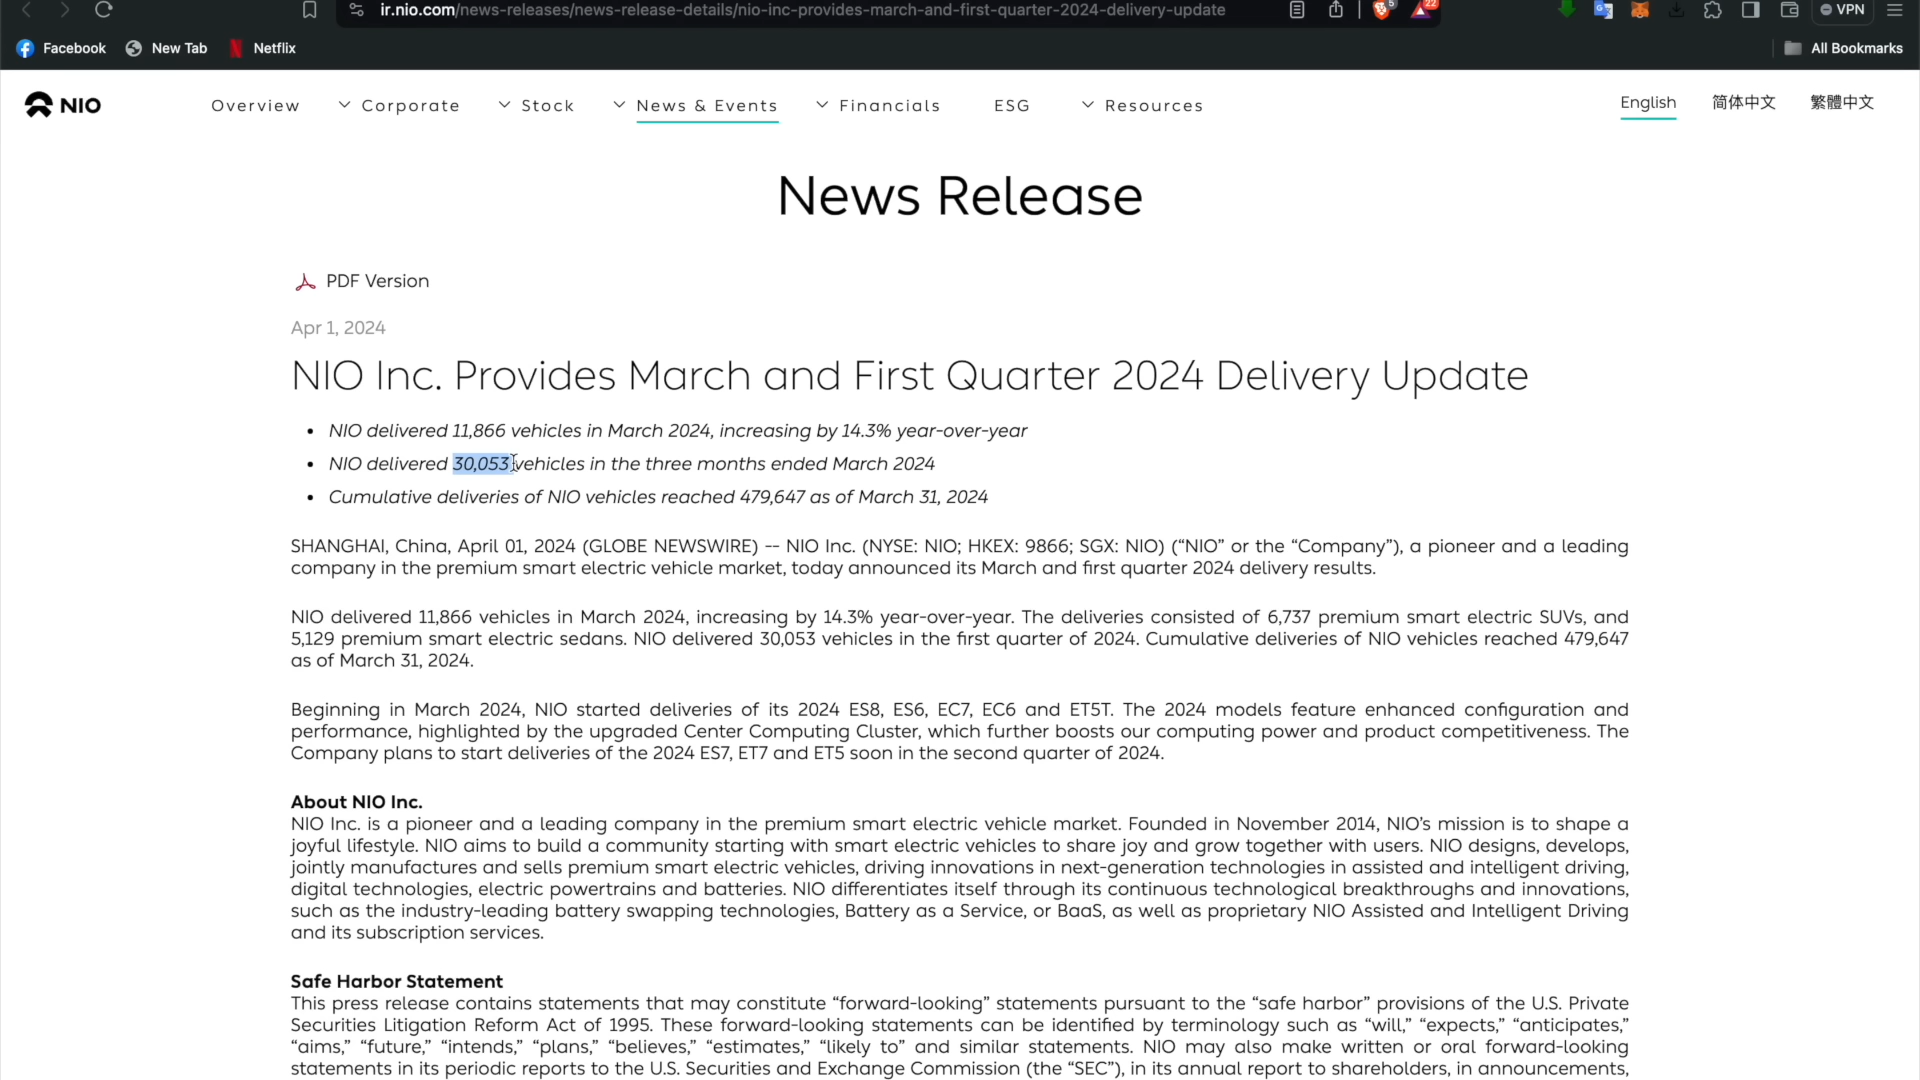 ir.nio.com/news-releases/news-release-details/nio-inc-provides-march-and-first-quarter-2024-delivery-update
5
22
VPN
Facebook
New Tab
Netflix
All Bookmarks
NIO
Overview
Corporate
Stock
News & Events
Financials
ESG
Resources
English
简体中文
繁體中文
News Release
PDF Version
Apr 1, 2024
NIO Inc. Provides March and First Quarter 2024 Delivery Update
• NIO delivered 11,866 vehicles in March 2024, increasing by 14.3% year-over-year
• NIO delivered 30,053 vehicles in the three months ended March 2024
• Cumulative deliveries of NIO vehicles reached 479,647 as of March 31, 2024
SHANGHAI, China, April 01, 2024 (GLOBE NEWSWIRE) -- NIO Inc. (NYSE: NIO; HKEX: 9866; SGX: NIO) (“NIO” or the “Company”), a pioneer and a leading
company in the premium smart electric vehicle market, today announced its March and first quarter 2024 delivery results.
NIO delivered 11,866 vehicles in March 2024, increasing by 14.3% year-over-year. The deliveries consisted of 6,737 premium smart electric SUVs, and
5,129 premium smart electric sedans. NIO delivered 30,053 vehicles in the first quarter of 2024. Cumulative deliveries of NIO vehicles reached 479,647
as of March 31, 2024.
Beginning in March 2024, NIO started deliveries of its 2024 ES8, ES6, EC7, EC6 and ET5T. The 2024 models feature enhanced configuration and
performance, highlighted by the upgraded Center Computing Cluster, which further boosts our computing power and product competitiveness. The
Company plans to start deliveries of the 2024 ES7, ET7 and ET5 soon in the second quarter of 2024.
About NIO Inc.
NIO Inc. is a pioneer and a leading company in the premium smart electric vehicle market. Founded in November 2014, NIO’s mission is to shape a
joyful lifestyle. NIO aims to build a community starting with smart electric vehicles to share joy and grow together with users. NIO designs, develops,
jointly manufactures and sells premium smart electric vehicles, driving innovations in next-generation technologies in assisted and intelligent driving,
digital technologies, electric powertrains and batteries. NIO differentiates itself through its continuous technological breakthroughs and innovations,
such as the industry-leading battery swapping technologies, Battery as a Service, or BaaS, as well as proprietary NIO Assisted and Intelligent Driving
and its subscription services.
Safe Harbor Statement
This press release contains statements that may constitute “forward-looking” statements pursuant to the “safe harbor” provisions of the U.S. Private
Securities Litigation Reform Act of 1995. These forward-looking statements can be identified by terminology such as “will,” “expects,” “anticipates,”
“aims,” “future,” “intends,” “plans,” “believes,” “estimates,” “likely to” and similar statements. NIO may also make written or oral forward-looking
statements in its periodic reports to the U.S. Securities and Exchange Commission (the “SEC”), in its annual report to shareholders, in announcements,